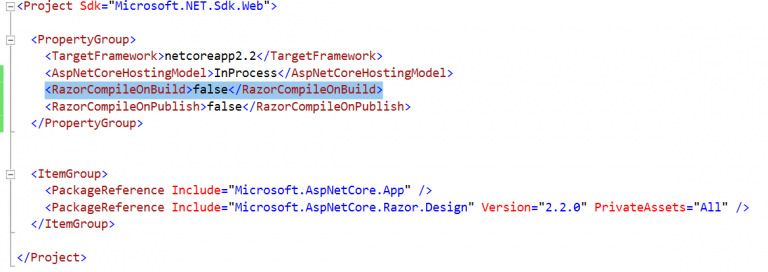 <Project Sdk="Microsoft.NET.Sdk.Web">
<PropertyGroup>
<TargetFramework>netcoreapp2.2</TargetFramework>
<AspNetCoreHostingModel>InProcess</AspNetCoreHostingModel>
<RazorCompileOnBuild>false</RazorCompileOnBuild>
<RazorCompileOnPublish>false</RazorCompileOnPublish>
</PropertyGroup>
<ItemGroup>
<PackageReference Include="Microsoft.AspNetCore.App" />
<PackageReference Include="Microsoft.AspNetCore.Razor.Design" Version="2.2.0" PrivateAssets="All" />
</ItemGroup>
</Project>